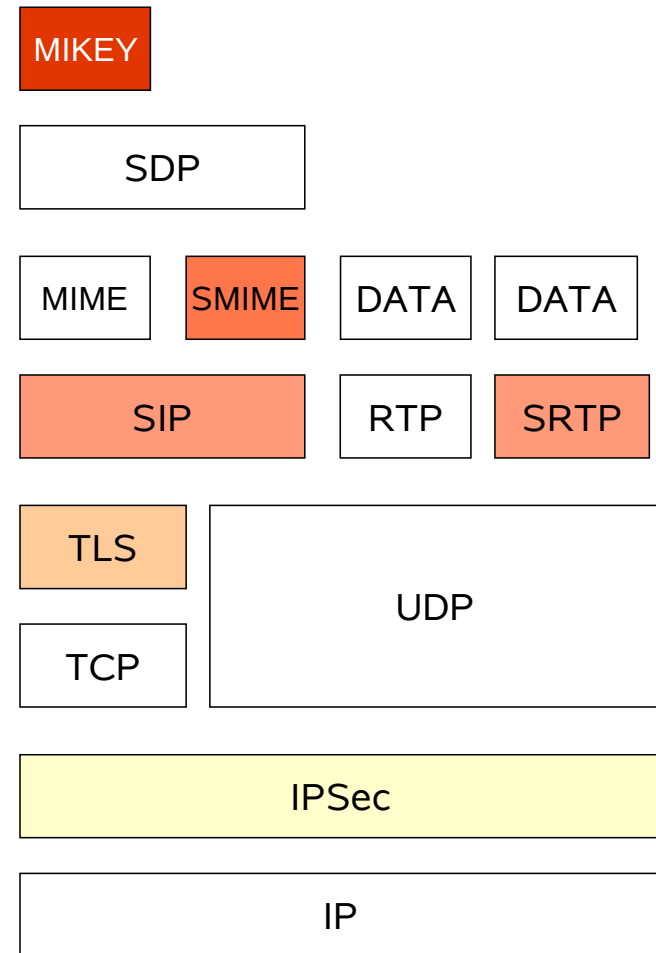 MIKEY
SDP
MIME SMIME DATA DATA
SIP RTP SRTP
TLS
UDP
TCP
IPSec
IP